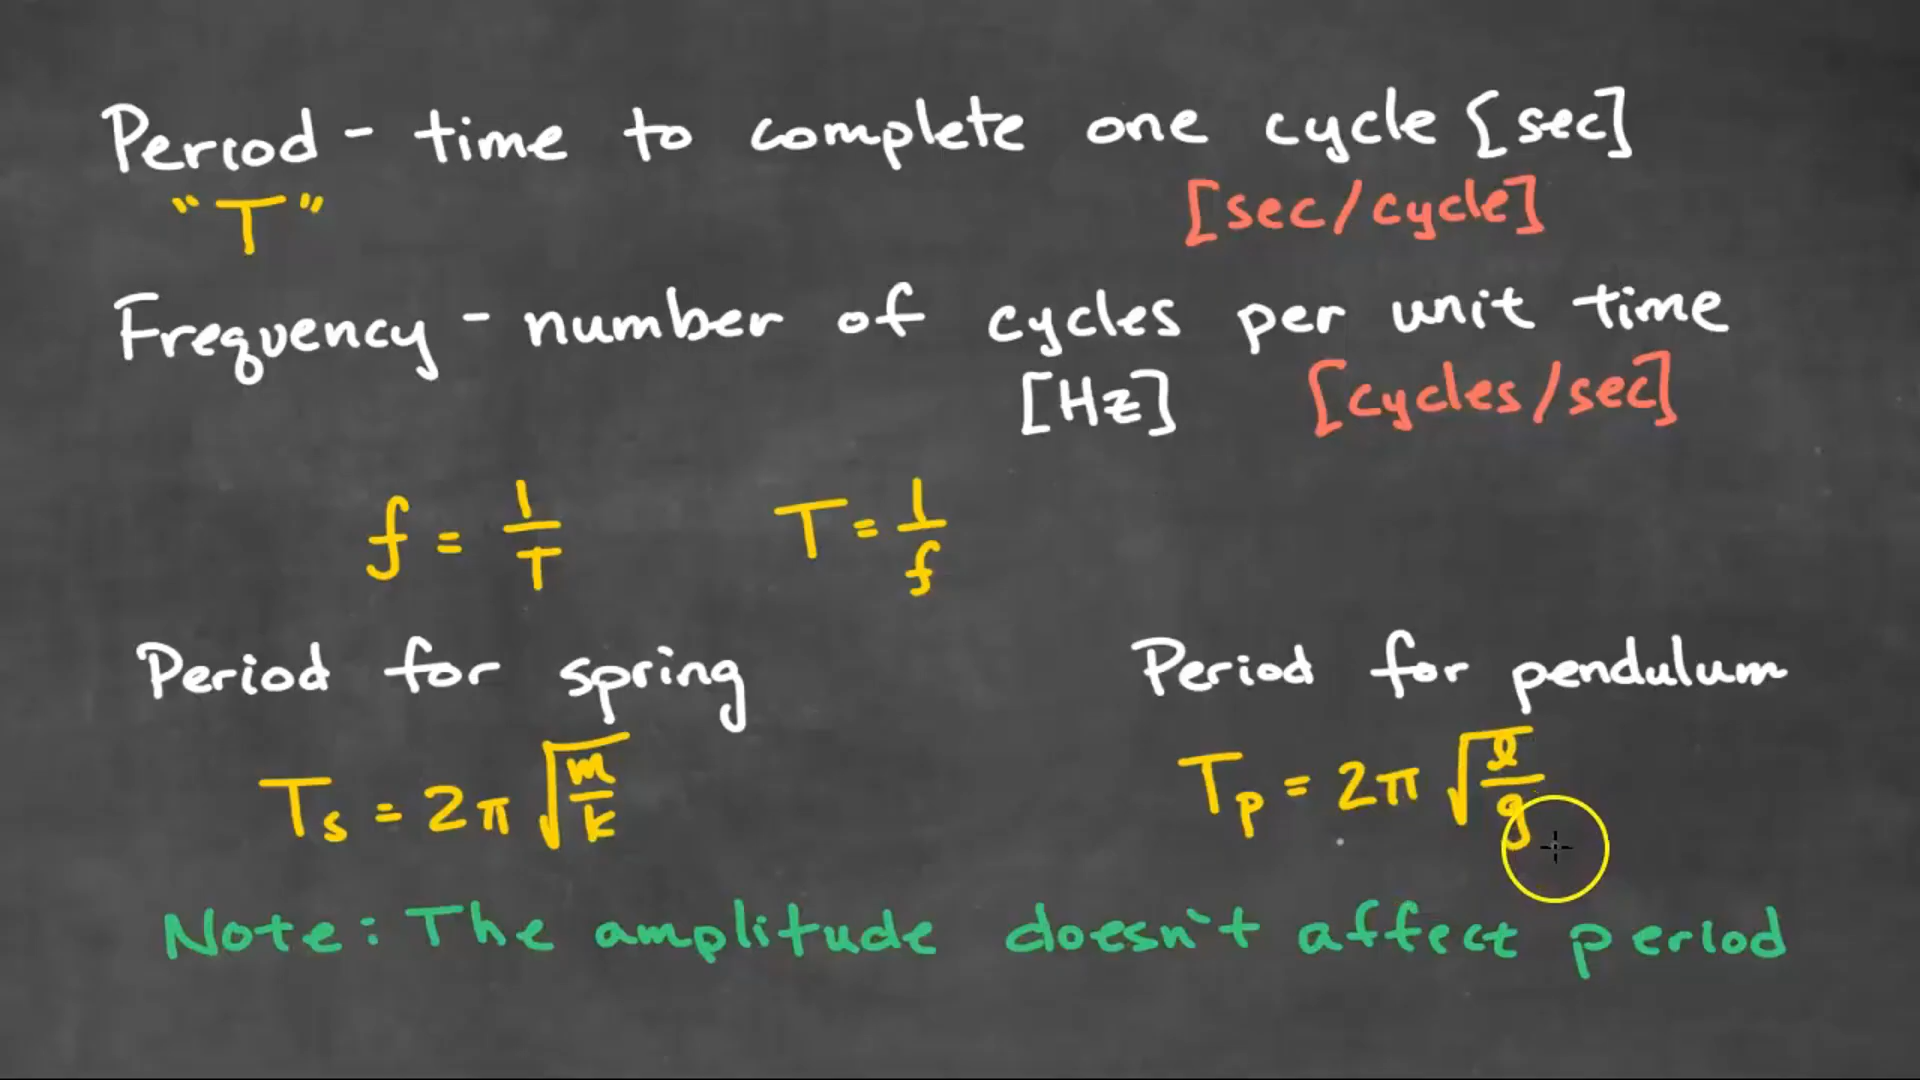 Period - time to complete one cycle [sec]
"T" [sec/cycle]
Frequency - number of cycles per unit time
[Hz] [cycles/sec]
f = 1/T T = 1/f
Period for spring Period for pendulum
Ts = 2π √(m/k) Tp = 2π √(l/g)
Note: The amplitude doesn't affect period